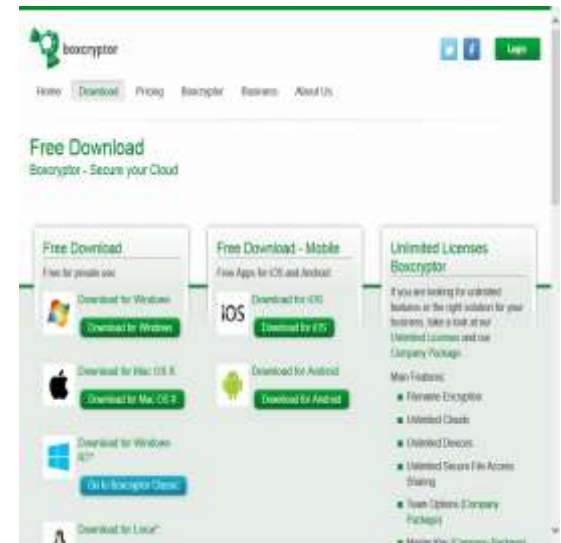 boxcryptor
Login
Home Download Pricing Boxcryptor Business About Us
Free Download
Boxcryptor - Secure your Cloud
Free Download
Free for private use
Download for Windows
Download for Windows
Download for Mac OS X
Download for Mac OS X
Download for Windows
RT*
Go to Boxcryptor Classic
Download for Linux*
Free Download - Mobile
Free Apps for iOS and Android
iOS
Download for iOS
Download for iOS
Download for Android
Download for Android
Unlimited Licenses
Boxcryptor
If you are looking for unlimited
features or the right solution for your
business, take a look at our
Unlimited Licenses and our
Company Package.
Main Features:
Filename Encryption
Unlimited Clouds
Unlimited Devices
Unlimited Secure File Access
Sharing
Team Options (Company
Package)
Master Key (Company Package)